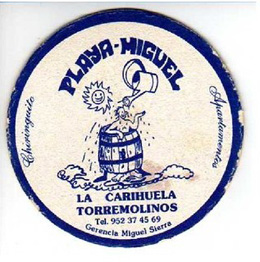 PLAYA-MIGUEL
Chiringuito
Apartamentos
LA CARIHUELA
TORREMOLINOS
Tel. 952 37 45 69
Gerencia Miguel Sierra